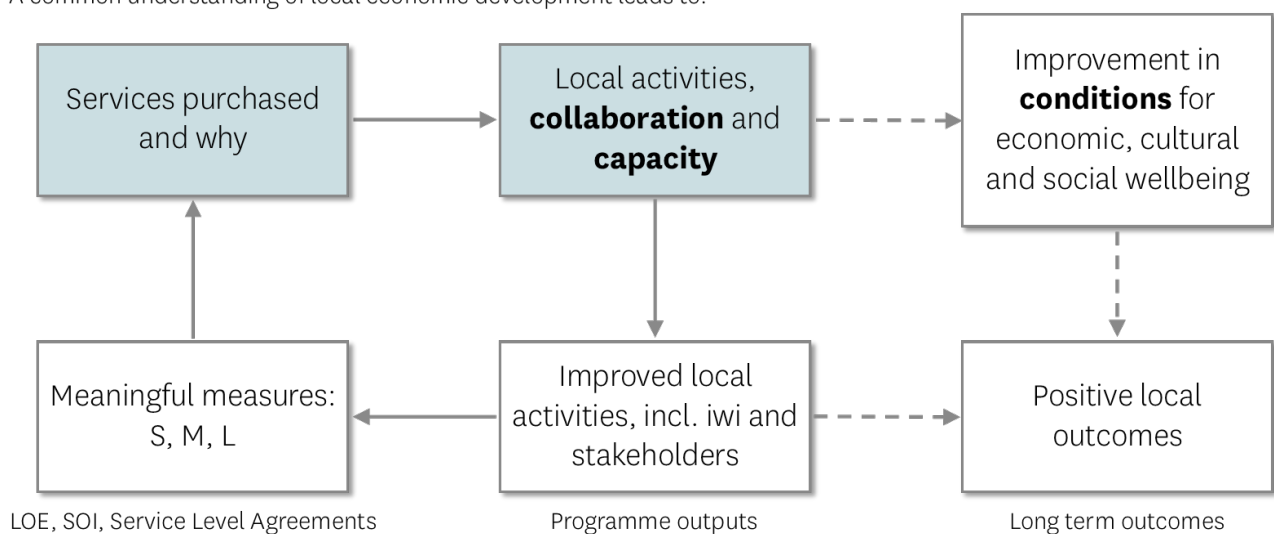 A common understanding of local economic development leads to:
Services purchased
and why
Local activities,
collaboration and
capacity
Improvement in
conditions for
economic, cultural
and social wellbeing
Meaningful measures:
S, M, L
Improved local
activities, incl. iwi and
stakeholders
Positive local
outcomes
LOE, SOI, Service Level Agreements
Programme outputs
Long term outcomes